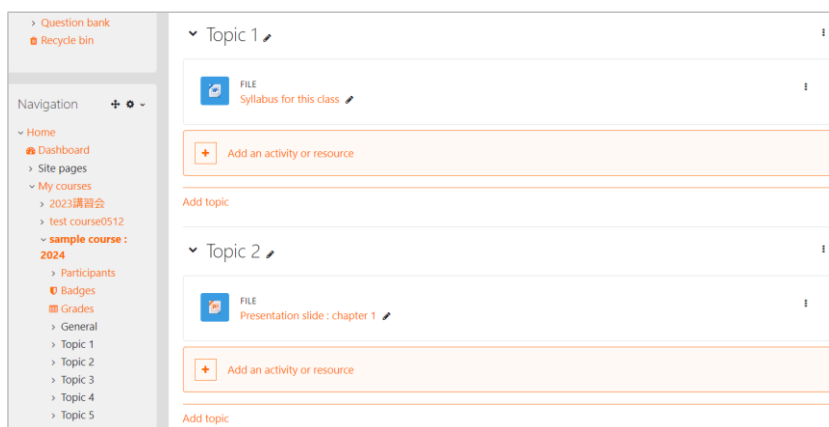 Question bank
Recycle bin
Navigation
Home
Dashboard
Site pages
My courses
2023講習会
test course0512
sample course :
2024
Participants
Badges
Grades
General
Topic 1
Topic 2
Topic 3
Topic 4
Topic 5
Topic 1
FILE
Syllabus for this class
Add an activity or resource
Add topic
Topic 2
FILE
Presentation slide : chapter 1
Add an activity or resource
Add topic